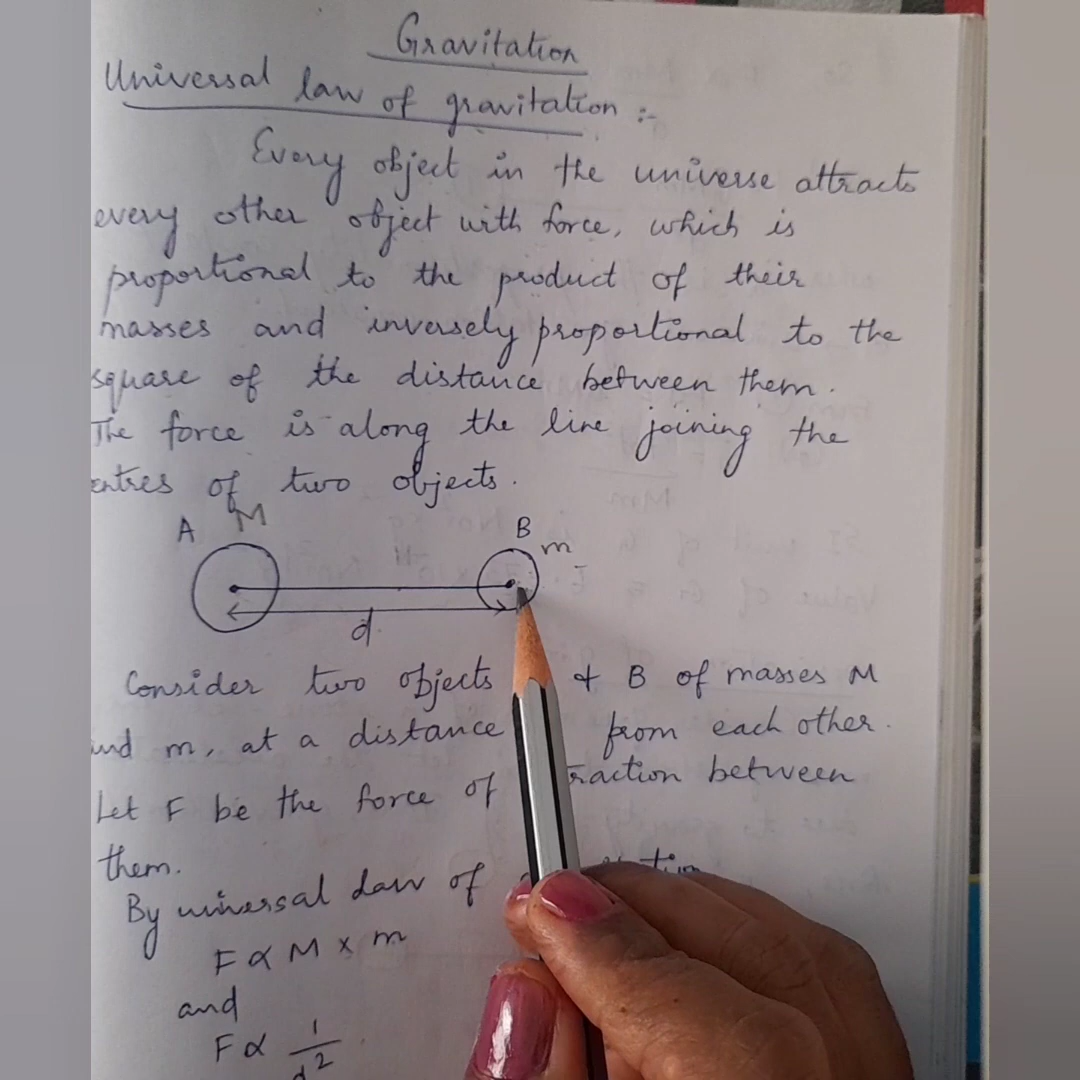 Gravitation
Universal law of gravitation :-
Every object in the universe attracts
every other object with force, which is
proportional to the product of their
masses and inversely proportional to the
square of the distance between them.
The force is along the line joining the
entres of two objects.
A M B m
d
Consider two objects & B of masses M
and m, at a distance from each other.
Let F be the force of traction between
them.
By universal law of
F ∝ M × m
and
F ∝ 1/d²